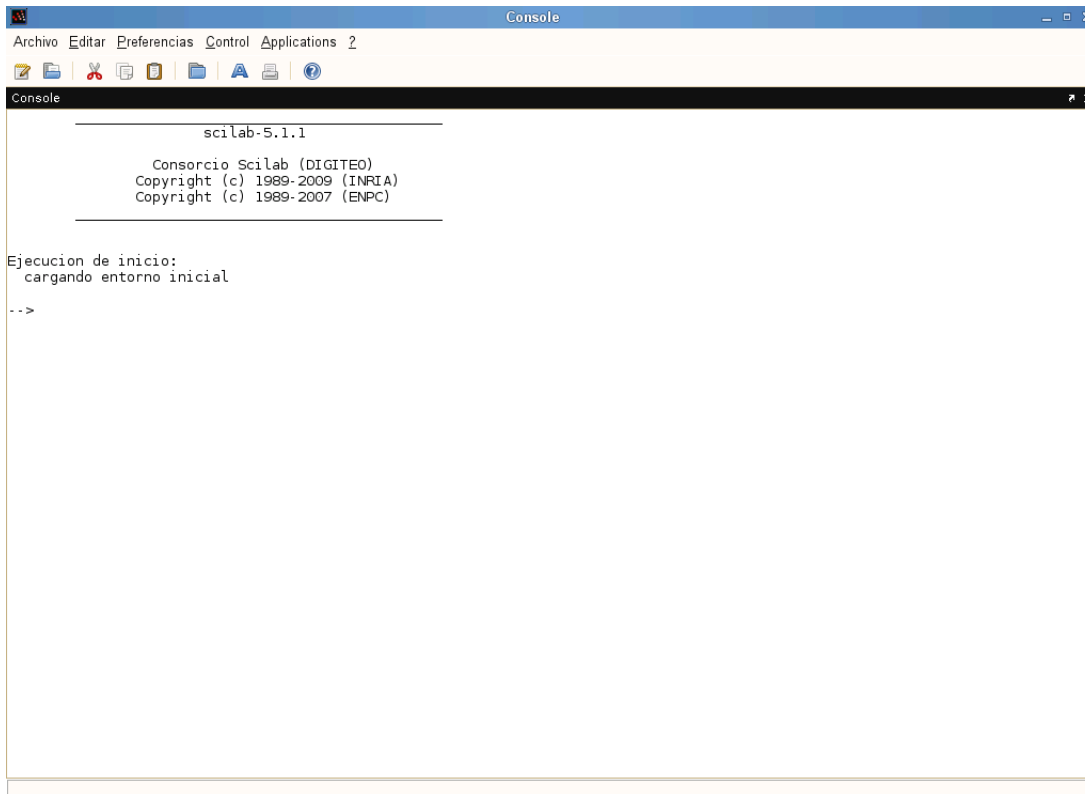 Console
Archivo Editar Preferencias Control Applications ?
Console
scilab-5.1.1
Consorcio Scilab (DIGITEO)
Copyright (c) 1989-2009 (INRIA)
Copyright (c) 1989-2007 (ENPC)
Ejecucion de inicio:
cargando entorno inicial
-->